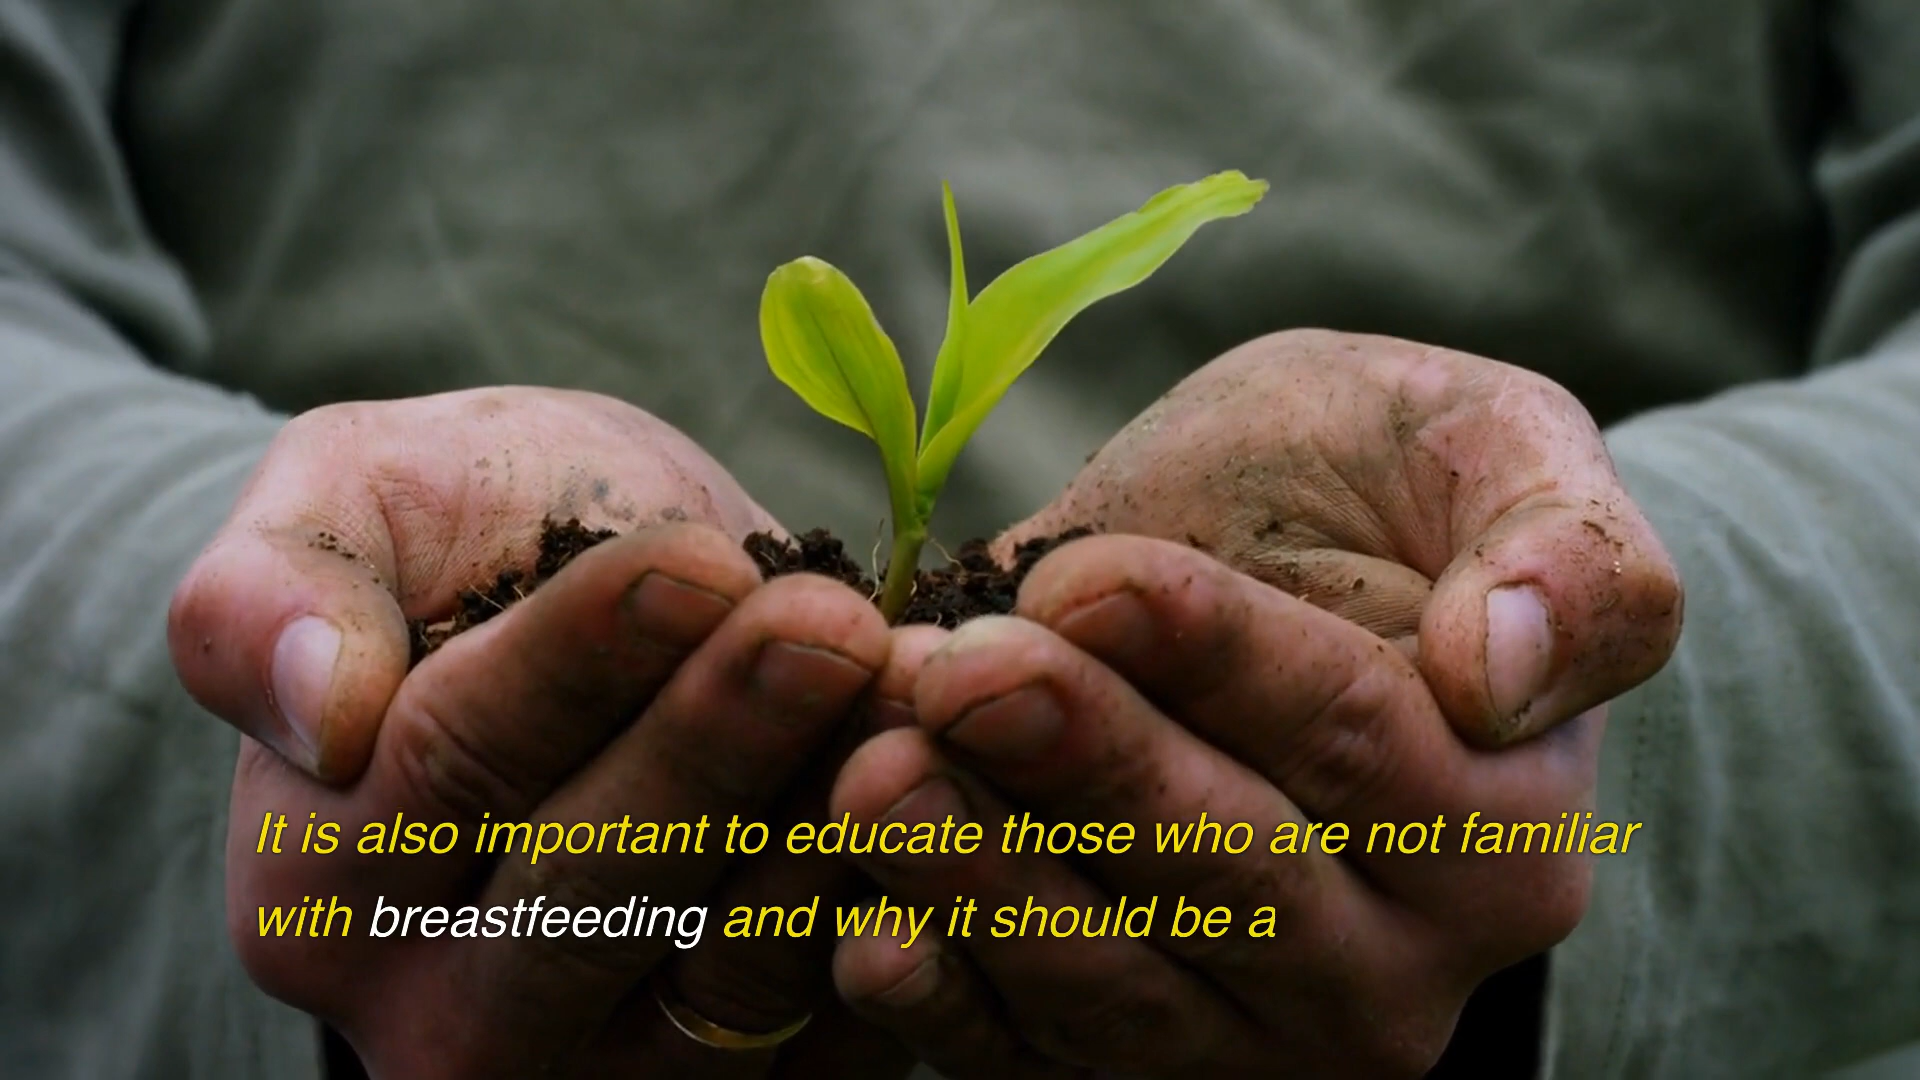 It is also important to educate those who are not familiar
with breastfeeding and why it should be a